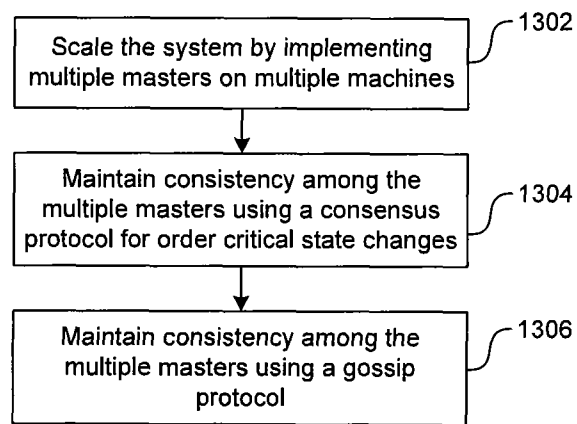 1302
Scale the system by implementing
multiple masters on multiple machines
1304
Maintain consistency among the
multiple masters using a consensus
protocol for order critical state changes
1306
Maintain consistency among the
multiple masters using a gossip
protocol